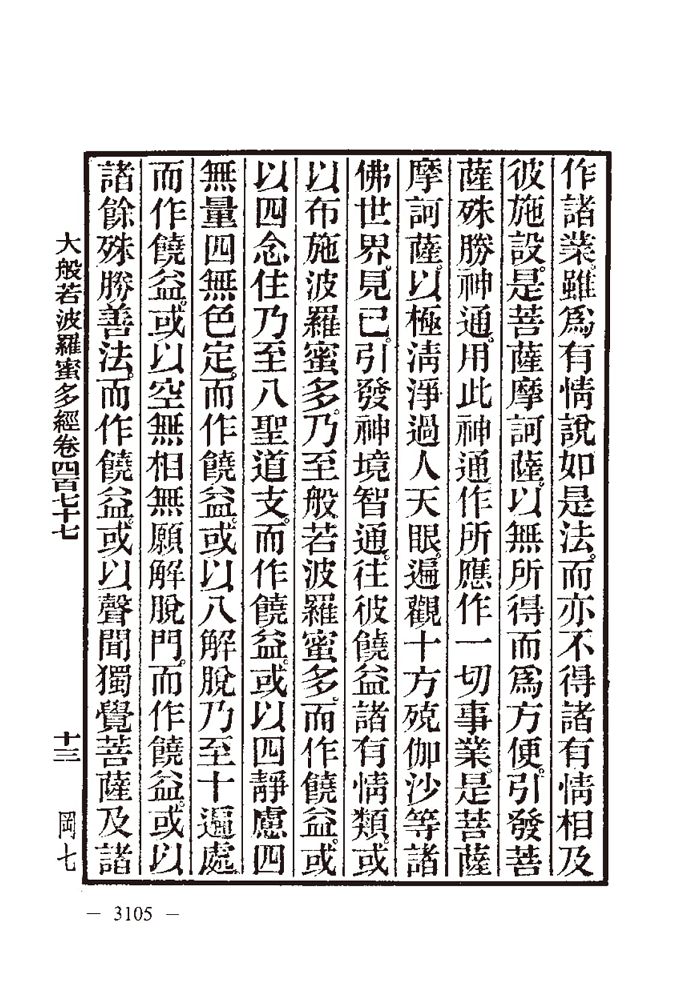 作諸業。雖爲有情說如是法。而亦不得諸有情相及
彼施設。是菩薩摩訶薩。以無所得而爲方便。引發菩
薩殊勝神通。用此神通作所應作一切事業。是菩薩
摩訶薩。以極淸淨過人天眼。遍觀十方殑伽沙等諸
佛世界。見已。引發神境智通。往彼饒益諸有情類。或
以布施波羅蜜多。乃至般若波羅蜜多。而作饒益。或
以四念住乃至八聖道支。而作饒益。或以四靜慮四
無量四無色定。而作饒益。或以八解脫乃至十遍處
而作饒益。或以空無相無願解脫門。而作饒益。或以
諸餘殊勝善法。而作饒益。或以聲聞獨覺菩薩及諸
大般若波羅蜜多經卷四百七十七
十三
岡七
— 3105 —